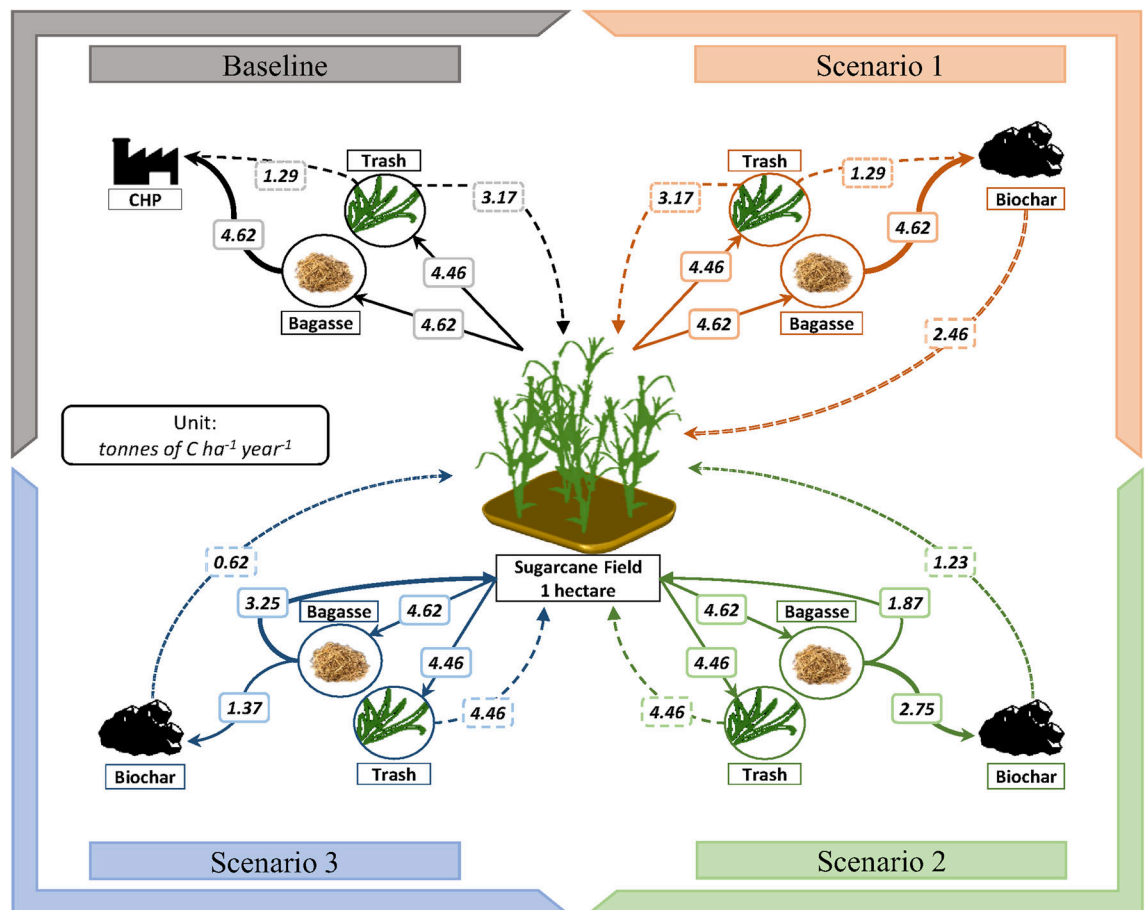 Baseline
Scenario 1
Trash
1.29
3.17
CHP
4.62
4.46
Bagasse
4.62
Trash
1.29
3.17
Biochar
4.62
4.46
4.62
Bagasse
2.46
Unit:
tonnes of C ha⁻¹ year⁻¹
Sugarcane Field
1 hectare
0.62
3.25
Bagasse
4.62
4.46
1.37
4.46
Biochar
Trash
1.23
4.62
Bagasse
1.87
4.46
2.75
4.46
Trash
Biochar
Scenario 3
Scenario 2